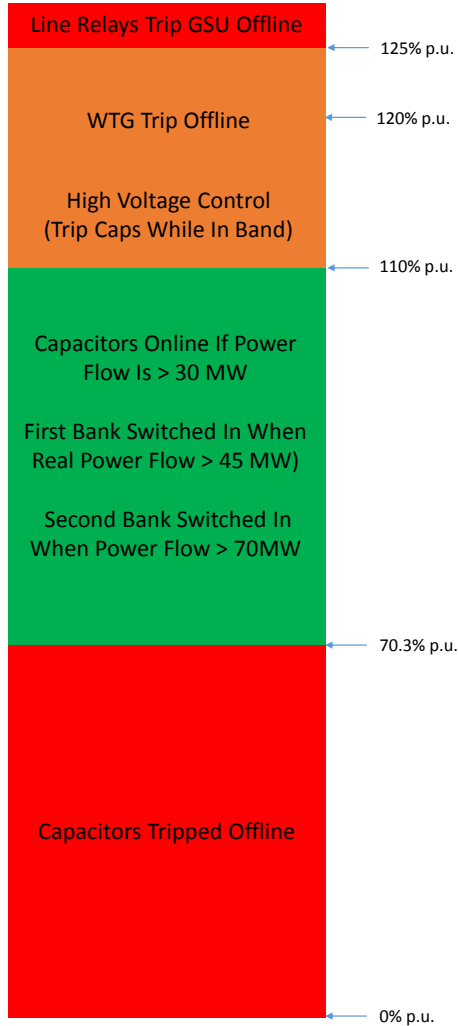 Line Relays Trip GSU Offline
125% p.u.
WTG Trip Offline
120% p.u.
High Voltage Control
(Trip Caps While In Band)
110% p.u.
Capacitors Online If Power
Flow Is > 30 MW
First Bank Switched In When
Real Power Flow > 45 MW)
Second Bank Switched In
When Power Flow > 70MW
70.3% p.u.
Capacitors Tripped Offline
0% p.u.